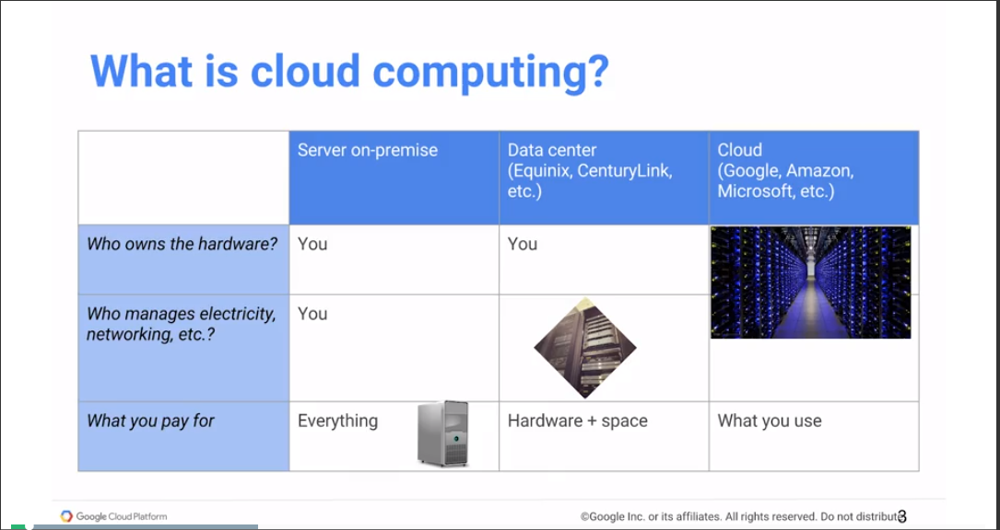 What is cloud computing?
Server on-premise
Data center
(Equinix, CenturyLink,
etc.)
Cloud
(Google, Amazon,
Microsoft, etc.)
Who owns the hardware?
You
You
Who manages electricity,
networking, etc.?
You
What you pay for
Everything
Hardware + space
What you use
Google Cloud Platform
©Google Inc. or its affiliates. All rights reserved. Do not distribute
3